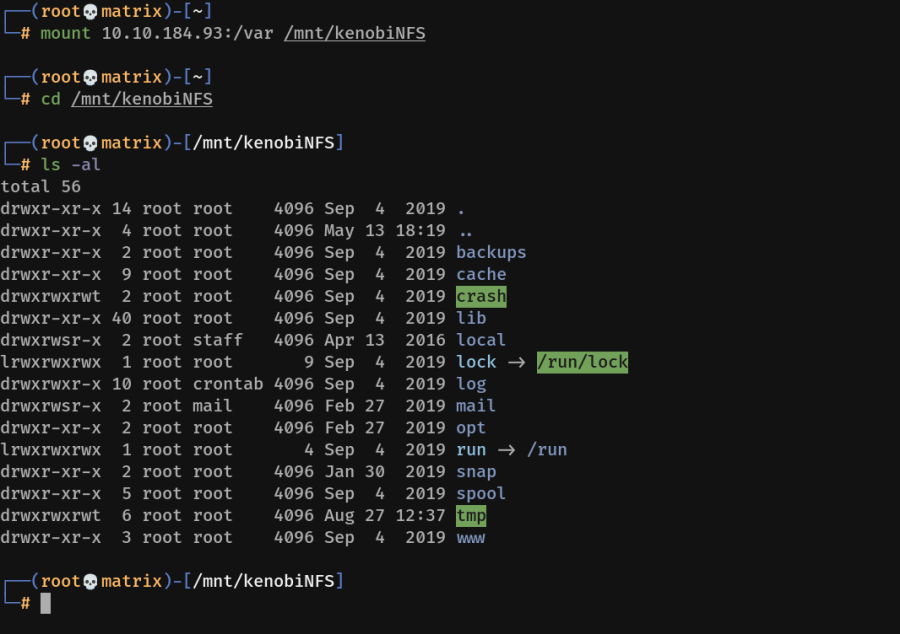 ┌──(root💀matrix)-[~]
└─# mount 10.10.184.93:/var /mnt/kenobiNFS
┌──(root💀matrix)-[~]
└─# cd /mnt/kenobiNFS
┌──(root💀matrix)-[/mnt/kenobiNFS]
└─# ls -al
total 56
drwxr-xr-x 14 root root    4096 Sep  4  2019 .
drwxr-xr-x  4 root root    4096 May 13 18:19 ..
drwxr-xr-x  2 root root    4096 Sep  4  2019 backups
drwxr-xr-x  9 root root    4096 Sep  4  2019 cache
drwxrwxrwt  2 root root    4096 Sep  4  2019 crash
drwxr-xr-x 40 root root    4096 Sep  4  2019 lib
drwxrwsr-x  2 root staff   4096 Apr 13  2016 local
lrwxrwxrwx  1 root root       9 Sep  4  2019 lock → /run/lock
drwxrwxr-x 10 root crontab 4096 Sep  4  2019 log
drwxrwsr-x  2 root mail    4096 Feb 27  2019 mail
drwxr-xr-x  2 root root    4096 Feb 27  2019 opt
lrwxrwxrwx  1 root root       4 Sep  4  2019 run → /run
drwxr-xr-x  2 root root    4096 Jan 30  2019 snap
drwxr-xr-x  5 root root    4096 Sep  4  2019 spool
drwxrwxrwt  6 root root    4096 Aug 27 12:37 tmp
drwxr-xr-x  3 root root    4096 Sep  4  2019 www
┌──(root💀matrix)-[/mnt/kenobiNFS]
└─#